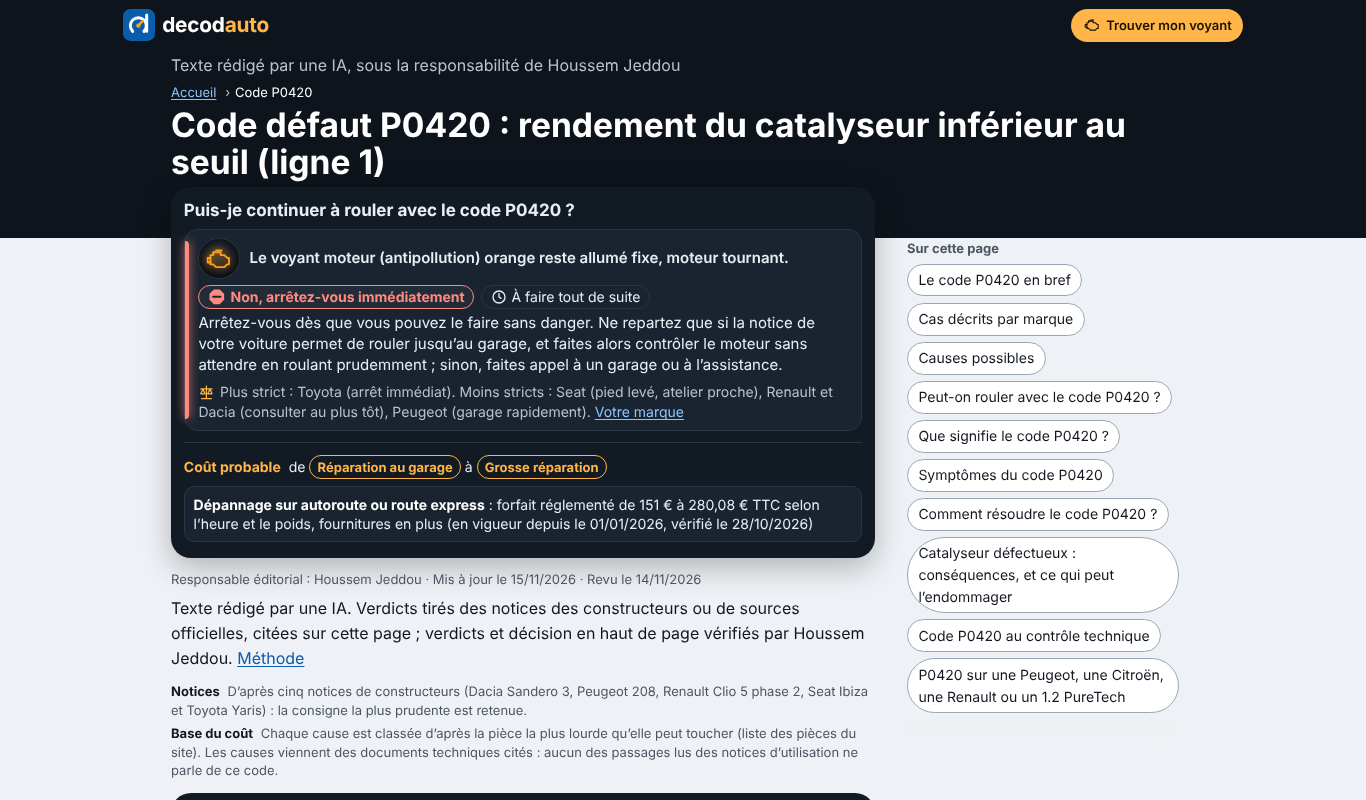 decodauto
Trouver mon voyant
Texte rédigé par une IA, sous la responsabilité de Houssem Jeddou
Accueil › Code P0420
Code défaut P0420 : rendement du catalyseur inférieur au
seuil (ligne 1)
Puis-je continuer à rouler avec le code P0420 ?
Le voyant moteur (antipollution) orange reste allumé fixe, moteur tournant.
Non, arrêtez-vous immédiatement
À faire tout de suite
Arrêtez-vous dès que vous pouvez le faire sans danger. Ne repartez que si la notice de
votre voiture permet de rouler jusqu’au garage, et faites alors contrôler le moteur sans
attendre en roulant prudemment ; sinon, faites appel à un garage ou à l’assistance.
Plus strict : Toyota (arrêt immédiat). Moins stricts : Seat (pied levé, atelier proche), Renault et
Dacia (consulter au plus tôt), Peugeot (garage rapidement). Votre marque
Coût probable de Réparation au garage à Grosse réparation
Dépannage sur autoroute ou route express : forfait réglementé de 151 € à 280,08 € TTC selon
l’heure et le poids, fournitures en plus (en vigueur depuis le 01/01/2026, vérifié le 28/10/2026)
Responsable éditorial : Houssem Jeddou · Mis à jour le 15/11/2026 · Revu le 14/11/2026
Texte rédigé par une IA. Verdicts tirés des notices des constructeurs ou de sources
officielles, citées sur cette page ; verdicts et décision en haut de page vérifiés par Houssem
Jeddou. Méthode
Notices D’après cinq notices de constructeurs (Dacia Sandero 3, Peugeot 208, Renault Clio 5 phase 2, Seat Ibiza
et Toyota Yaris) : la consigne la plus prudente est retenue.
Base du coût Chaque cause est classée d’après la pièce la plus lourde qu’elle peut toucher (liste des pièces du
site). Les causes viennent des documents techniques cités : aucun des passages lus des notices d’utilisation ne
parle de ce code.
Sur cette page
Le code P0420 en bref
Cas décrits par marque
Causes possibles
Peut-on rouler avec le code P0420 ?
Que signifie le code P0420 ?
Symptômes du code P0420
Comment résoudre le code P0420 ?
Catalyseur défectueux :
conséquences, et ce qui peut
l’endommager
Code P0420 au contrôle technique
P0420 sur une Peugeot, une Citroën,
une Renault ou un 1.2 PureTech